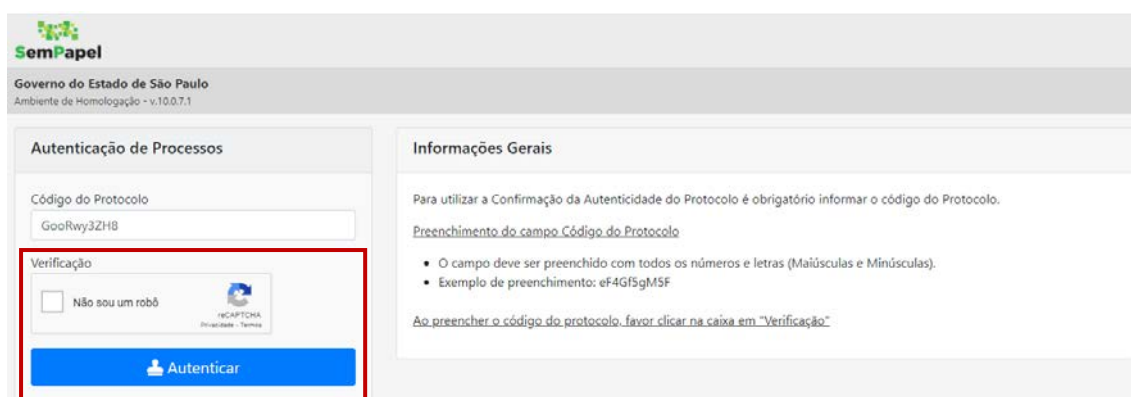 SemPapel
Governo do Estado de São Paulo
Ambiente de Homologação - v.10.0.7.1
Autenticação de Processos
Código do Protocolo
GooRwy3ZH8
Verificação
Não sou um robô
reCAPTCHA
Privacidade - Termos
Autenticar
Informações Gerais
Para utilizar a Confirmação da Autenticidade do Protocolo é obrigatório informar o código do Protocolo.
Preenchimento do campo Código do Protocolo
• O campo deve ser preenchido com todos os números e letras (Maiúsculas e Minúsculas).
• Exemplo de preenchimento: eF4Gf5gM5F
Ao preencher o código do protocolo, favor clicar na caixa em "Verificação"